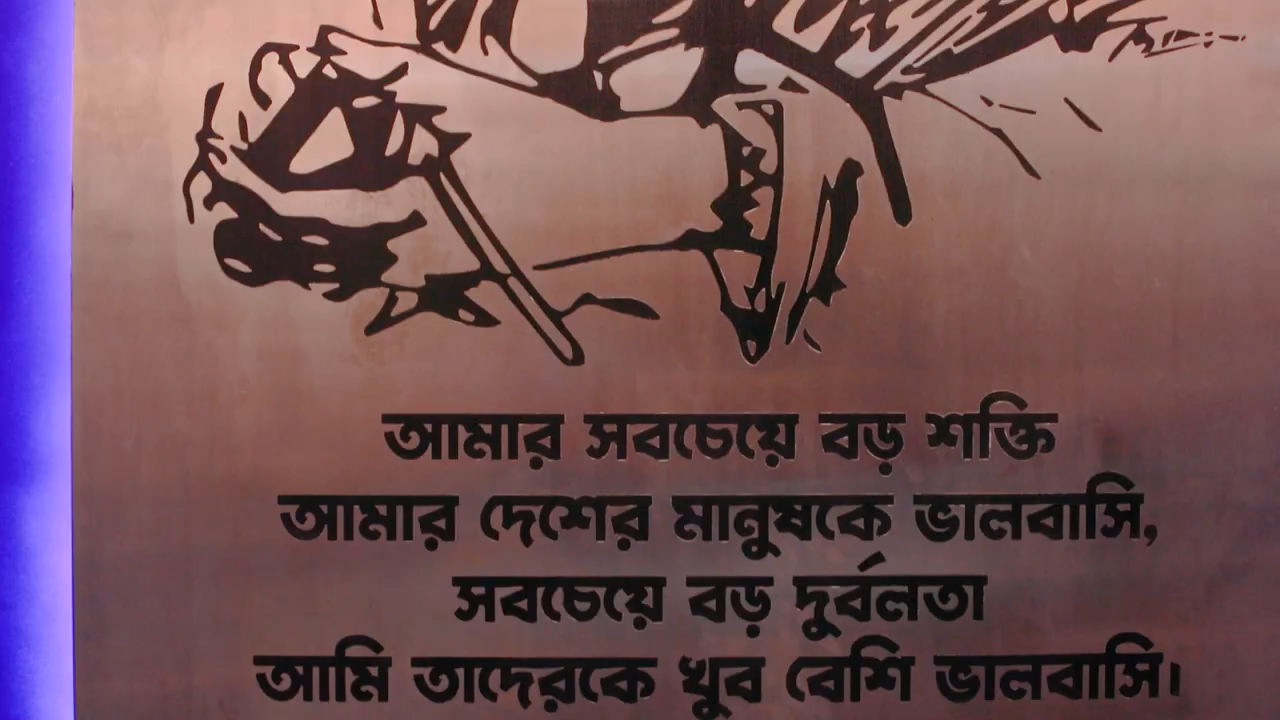 আমার সবচেয়ে বড় শক্তি
আমার দেশের মানুষকে ভালবাসি,
সবচেয়ে বড় দুর্বলতা
আমি তাদেরকে খুব বেশি ভালবাসি।